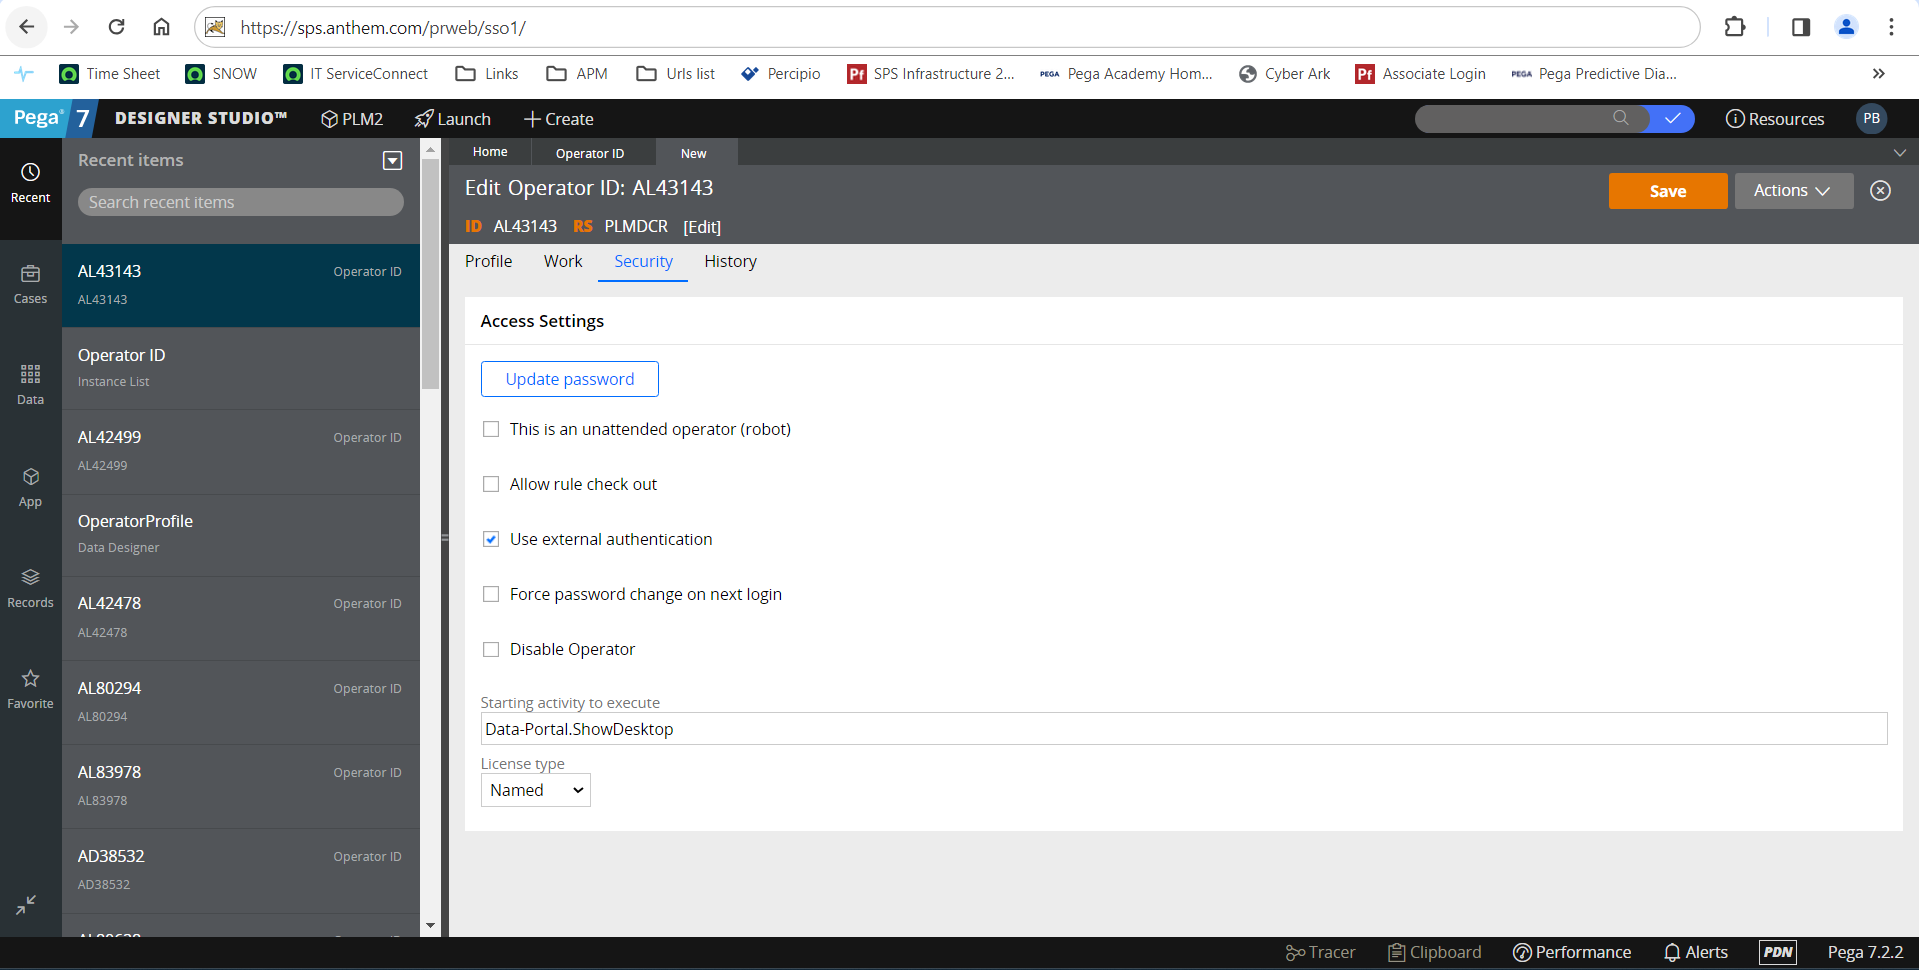 https://sps.anthem.com/prweb/sso1/
Time Sheet SNOW IT ServiceConnect Links APM Urls list Percipio Pf SPS Infrastructure 2... PEGA Pega Academy Hom... Cyber Ark Pf Associate Login PEGA Pega Predictive Dia... »
Pega® 7 DESIGNER STUDIO™ PLM2 Launch Create Resources PB
Recent
Cases
Data
App
Records
Favorite
Recent items
Search recent items
AL43143 Operator ID
AL43143
Operator ID
Instance List
AL42499 Operator ID
AL42499
OperatorProfile
Data Designer
AL42478 Operator ID
AL42478
AL80294 Operator ID
AL80294
AL83978 Operator ID
AL83978
AD38532 Operator ID
AD38532
Home Operator ID New
Edit Operator ID: AL43143
Save Actions
ID AL43143 RS PLMDCR [Edit]
Profile Work Security History
Access Settings
Update password
This is an unattended operator (robot)
Allow rule check out
Use external authentication
Force password change on next login
Disable Operator
Starting activity to execute
Data-Portal.ShowDesktop
License type
Named
Tracer Clipboard Performance Alerts PDN Pega 7.2.2